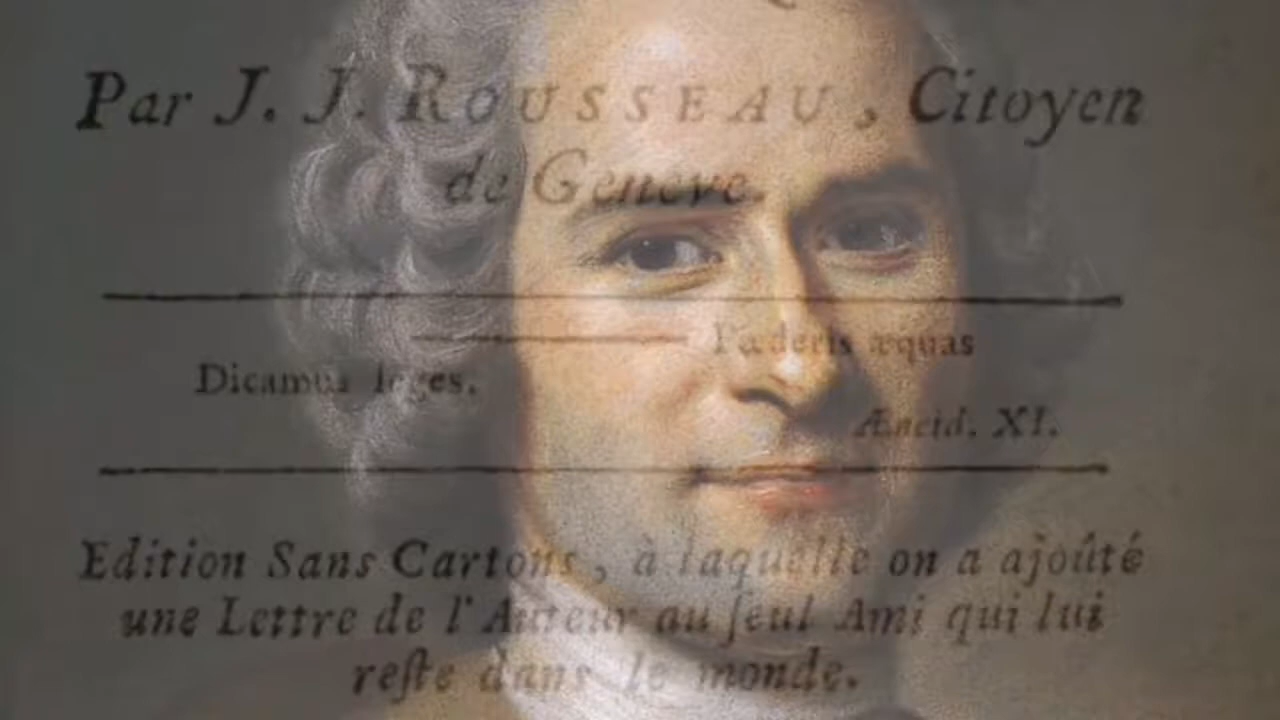 Par J. J. ROUSSEAU, Citoyen
de Geneve.
Fœderis æquas
Dicamus leges.
Æneid. XI.
Edition Sans Cartons, à laquelle on a ajoûté
une Lettre de l'Auteur au ſeul Ami qui lui
reſte dans le monde.